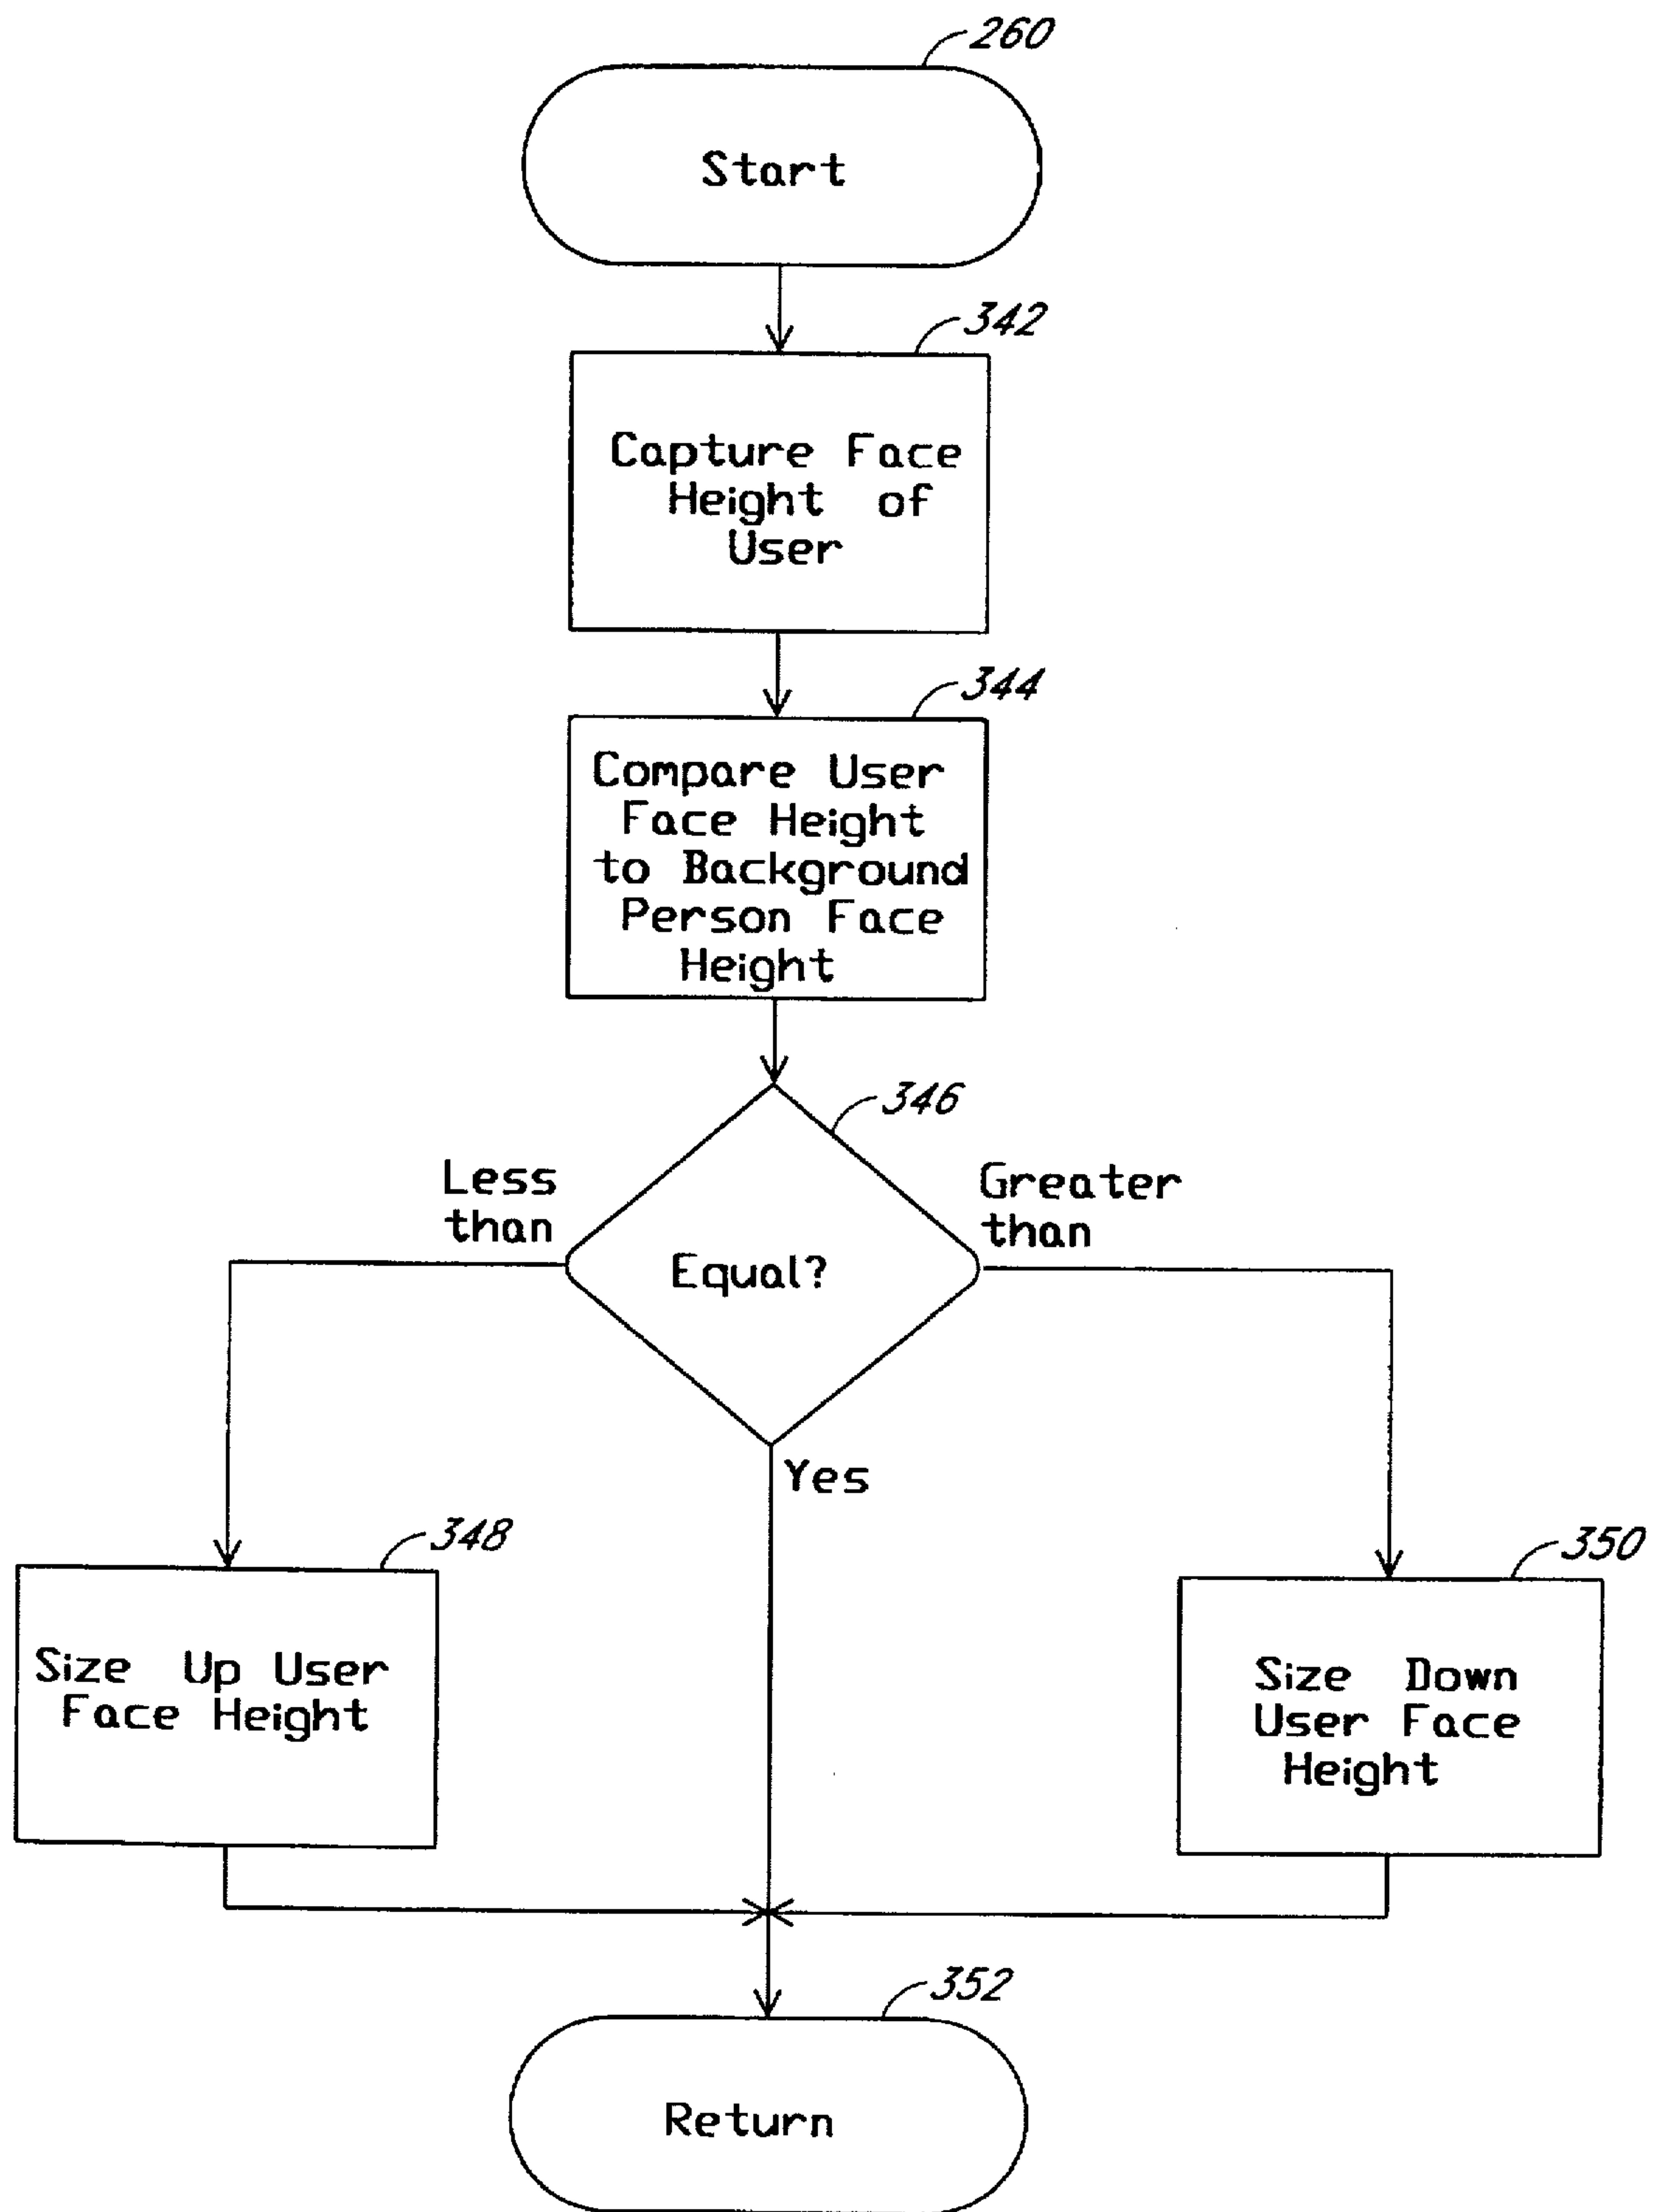 260
Start
342
Capture Face
Height of
User
344
Compare User
Face Height
to Background
Person Face
Height
346
Less
than
Greater
than
Equal?
Yes
348
Size Up User
Face Height
350
Size Down
User Face
Height
352
Return